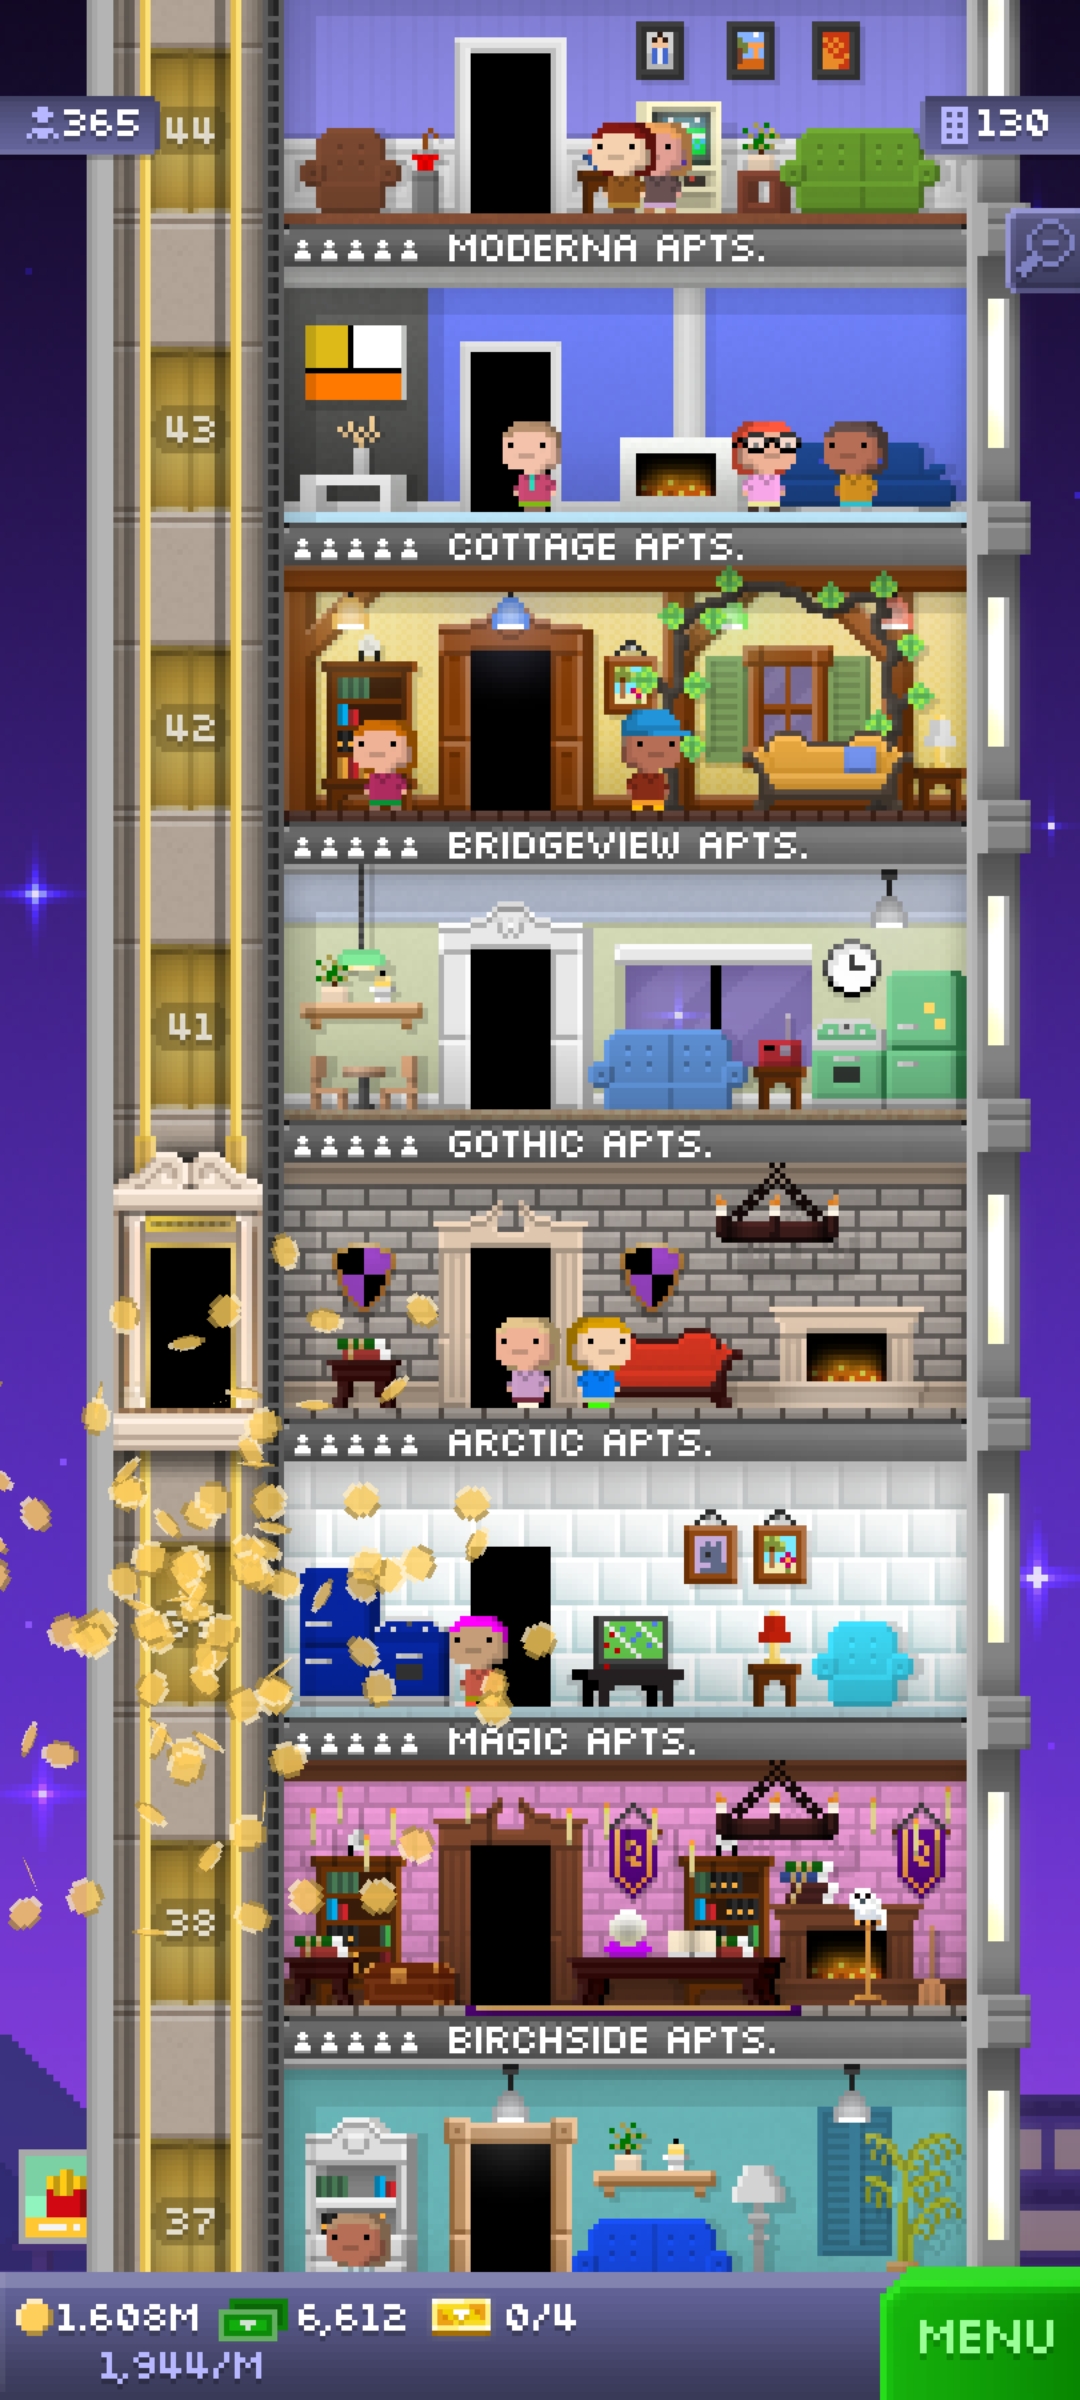 365
44
130
MODERNA APTS.
43
COTTAGE APTS.
42
BRIDGEVIEW APTS.
41
GOTHIC APTS.
ARCTIC APTS.
MAGIC APTS.
38
BIRCHSIDE APTS.
37
1.608M 6,612 0/4
1,944/M
MENU